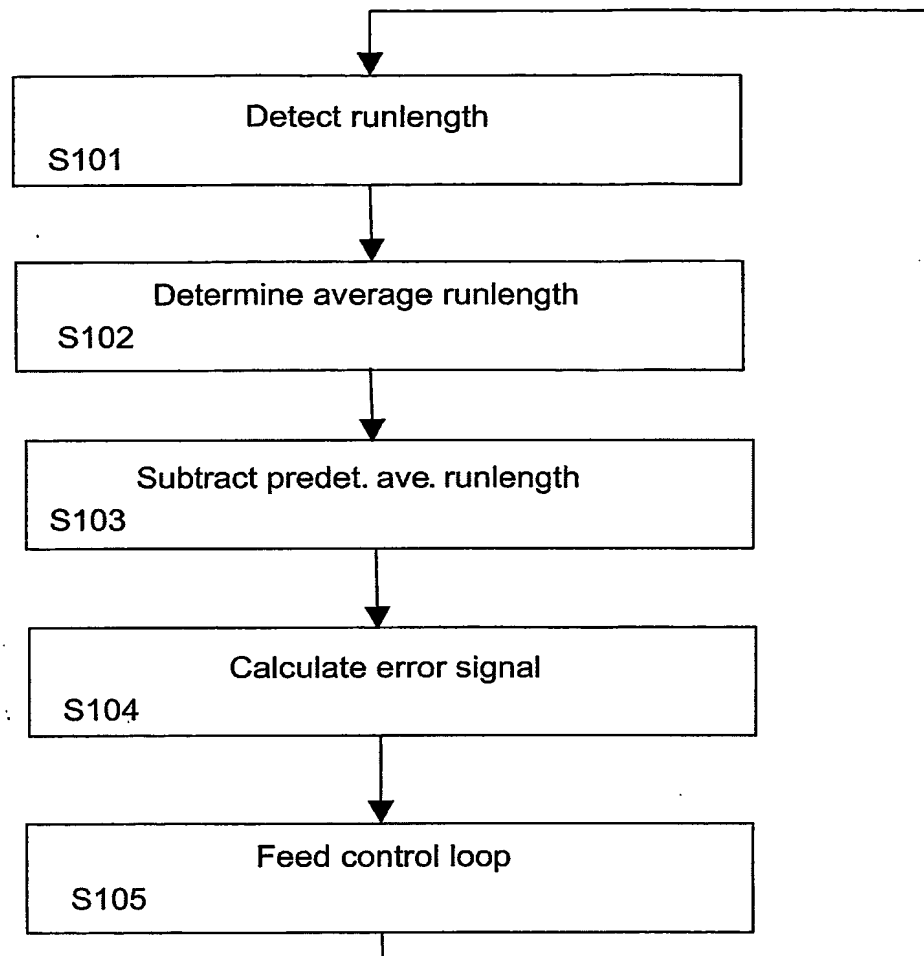 Detect runlength
S101
Determine average runlength
S102
Subtract predet. ave. runlength
S103
Calculate error signal
S104
Feed control loop
S105